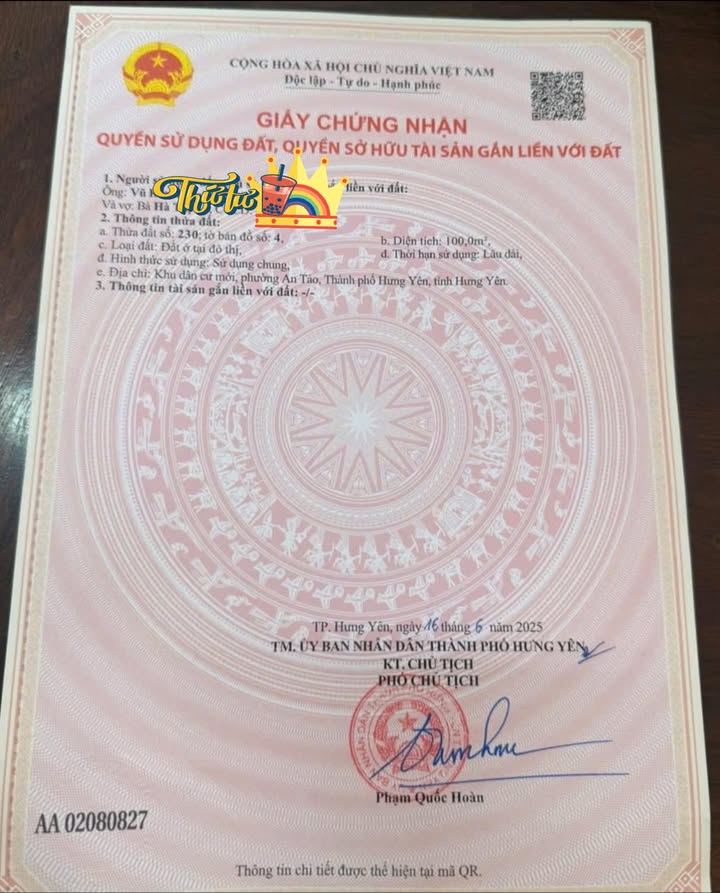 CỘNG HÒA XÃ HỘI CHỦ NGHĨA VIỆT NAM
Độc lập - Tự do - Hạnh phúc
GIẤY CHỨNG NHẬN
QUYỀN SỬ DỤNG ĐẤT, QUYỀN SỞ HỮU TÀI SẢN GẮN LIỀN VỚI ĐẤT
1. Người liền với đất:
Ông: Vũ
Thứ tư
Và vợ: Bà Hà
2. Thông tin thửa đất:
a. Thửa đất số: 230; tờ bản đồ số: 4, b. Diện tích: 100,0m²,
c. Loại đất: Đất ở tại đô thị, d. Thời hạn sử dụng: Lâu dài,
đ. Hình thức sử dụng: Sử dụng chung,
e. Địa chỉ: Khu dân cư mới, phường An Tảo, Thành phố Hưng Yên, tỉnh Hưng Yên.
3. Thông tin tài sản gắn liền với đất: -/-
TP. Hưng Yên, ngày 16 tháng 6 năm 2025
TM. ỦY BAN NHÂN DÂN THÀNH PHỐ HƯNG YÊN
KT. CHỦ TỊCH
PHÓ CHỦ TỊCH
Phạm Quốc Hoàn
AA 02080827
Thông tin chi tiết được thể hiện tại mã QR.